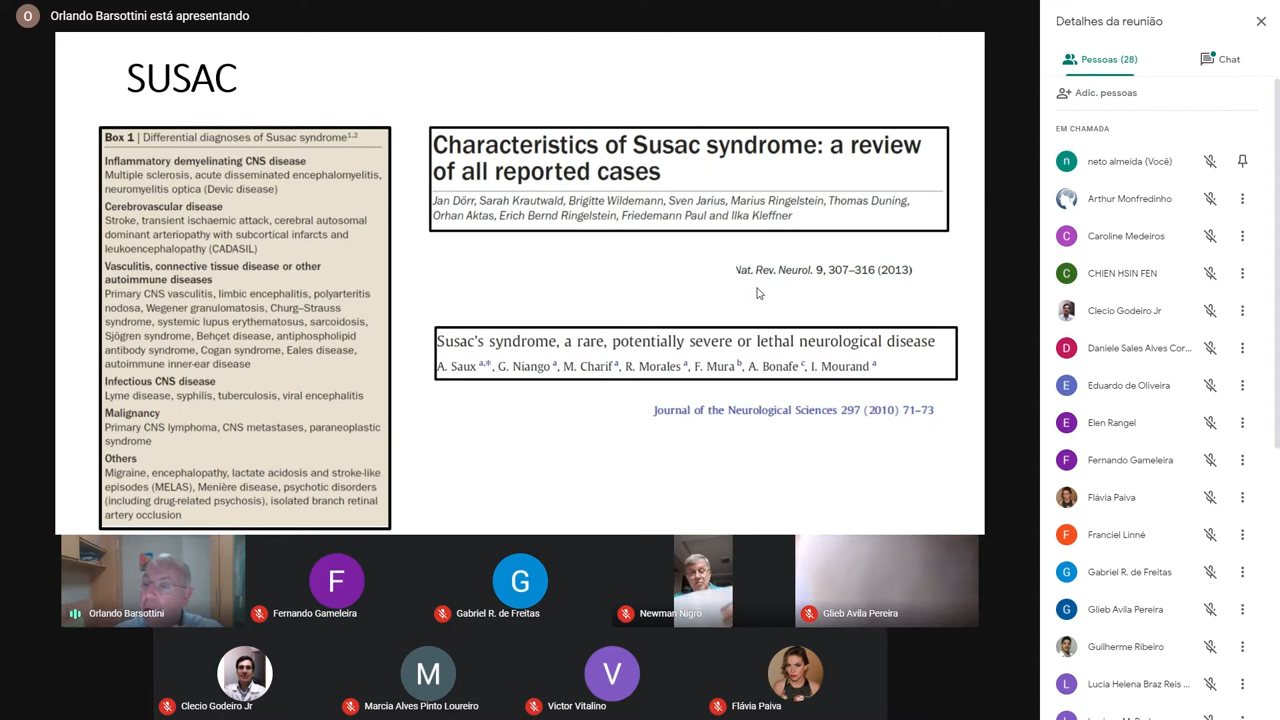 O
Orlando Barsottini está apresentando
SUSAC
Box 1 | Differential diagnoses of Susac syndrome1,2
Inflammatory demyelinating CNS disease
Multiple sclerosis, acute disseminated encephalomyelitis,
neuromyelitis optica (Devic disease)
Cerebrovascular disease
Stroke, transient ischaemic attack, cerebral autosomal
dominant arteriopathy with subcortical infarcts and
leukoencephalopathy (CADASIL)
Vasculitis, connective tissue disease or other
autoimmune diseases
Primary CNS vasculitis, limbic encephalitis, polyarteritis
nodosa, Wegener granulomatosis, Churg–Strauss
syndrome, systemic lupus erythematosus, sarcoidosis,
Sjögren syndrome, Behçet disease, antiphospholipid
antibody syndrome, Cogan syndrome, Eales disease,
autoimmune inner-ear disease
Infectious CNS disease
Lyme disease, syphilis, tuberculosis, viral encephalitis
Malignancy
Primary CNS lymphoma, CNS metastases, paraneoplastic
syndrome
Others
Migraine, encephalopathy, lactate acidosis and stroke-like
episodes (MELAS), Menière disease, psychotic disorders
(including drug-related psychosis), isolated branch retinal
artery occlusion
Characteristics of Susac syndrome: a review
of all reported cases
Jan Dörr, Sarah Krautwald, Brigitte Wildemann, Sven Jarius, Marius Ringelstein, Thomas Duning,
Orhan Aktas, Erich Bernd Ringelstein, Friedemann Paul and Ilka Kleffner
Nat. Rev. Neurol. 9, 307–316 (2013)
Susac's syndrome, a rare, potentially severe or lethal neurological disease
A. Saux a,*, G. Niango a, M. Charif a, R. Morales a, F. Mura b, A. Bonafe c, I. Mourand a
Journal of the Neurological Sciences 297 (2010) 71–73
Orlando Barsottini
F
Fernando Gameleira
G
Gabriel R. de Freitas
Newman Nigro
Glieb Avila Pereira
Clecio Godeiro Jr
M
Marcia Alves Pinto Loureiro
V
Victor Vitalino
Flávia Paiva
Detalhes da reunião
Pessoas (28)
Chat
Adic. pessoas
EM CHAMADA
n
neto almeida (Você)
Arthur Monfredinho
C
Caroline Medeiros
C
CHIEN HSIN FEN
Clecio Godeiro Jr
D
Daniele Sales Alves Cor...
E
Eduardo de Oliveira
E
Elen Rangel
F
Fernando Gameleira
Flávia Paiva
F
Franciel Linné
G
Gabriel R. de Freitas
G
Glieb Avila Pereira
Guilherme Ribeiro
L
Lucia Helena Braz Reis ...